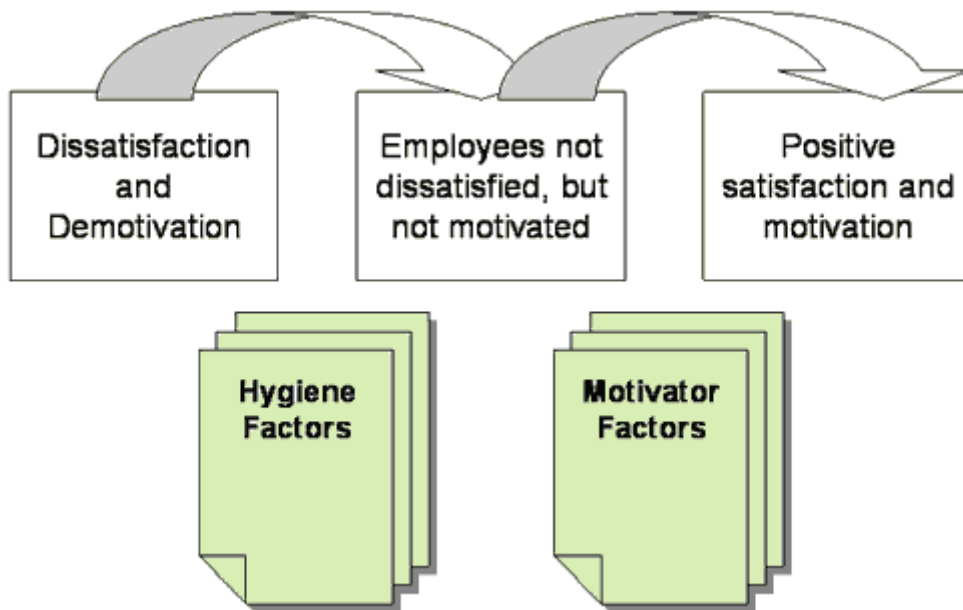 Dissatisfaction
and
Demotivation
Employees not
dissatisfied, but
not motivated
Positive
satisfaction and
motivation
Hygiene
Factors
Motivator
Factors